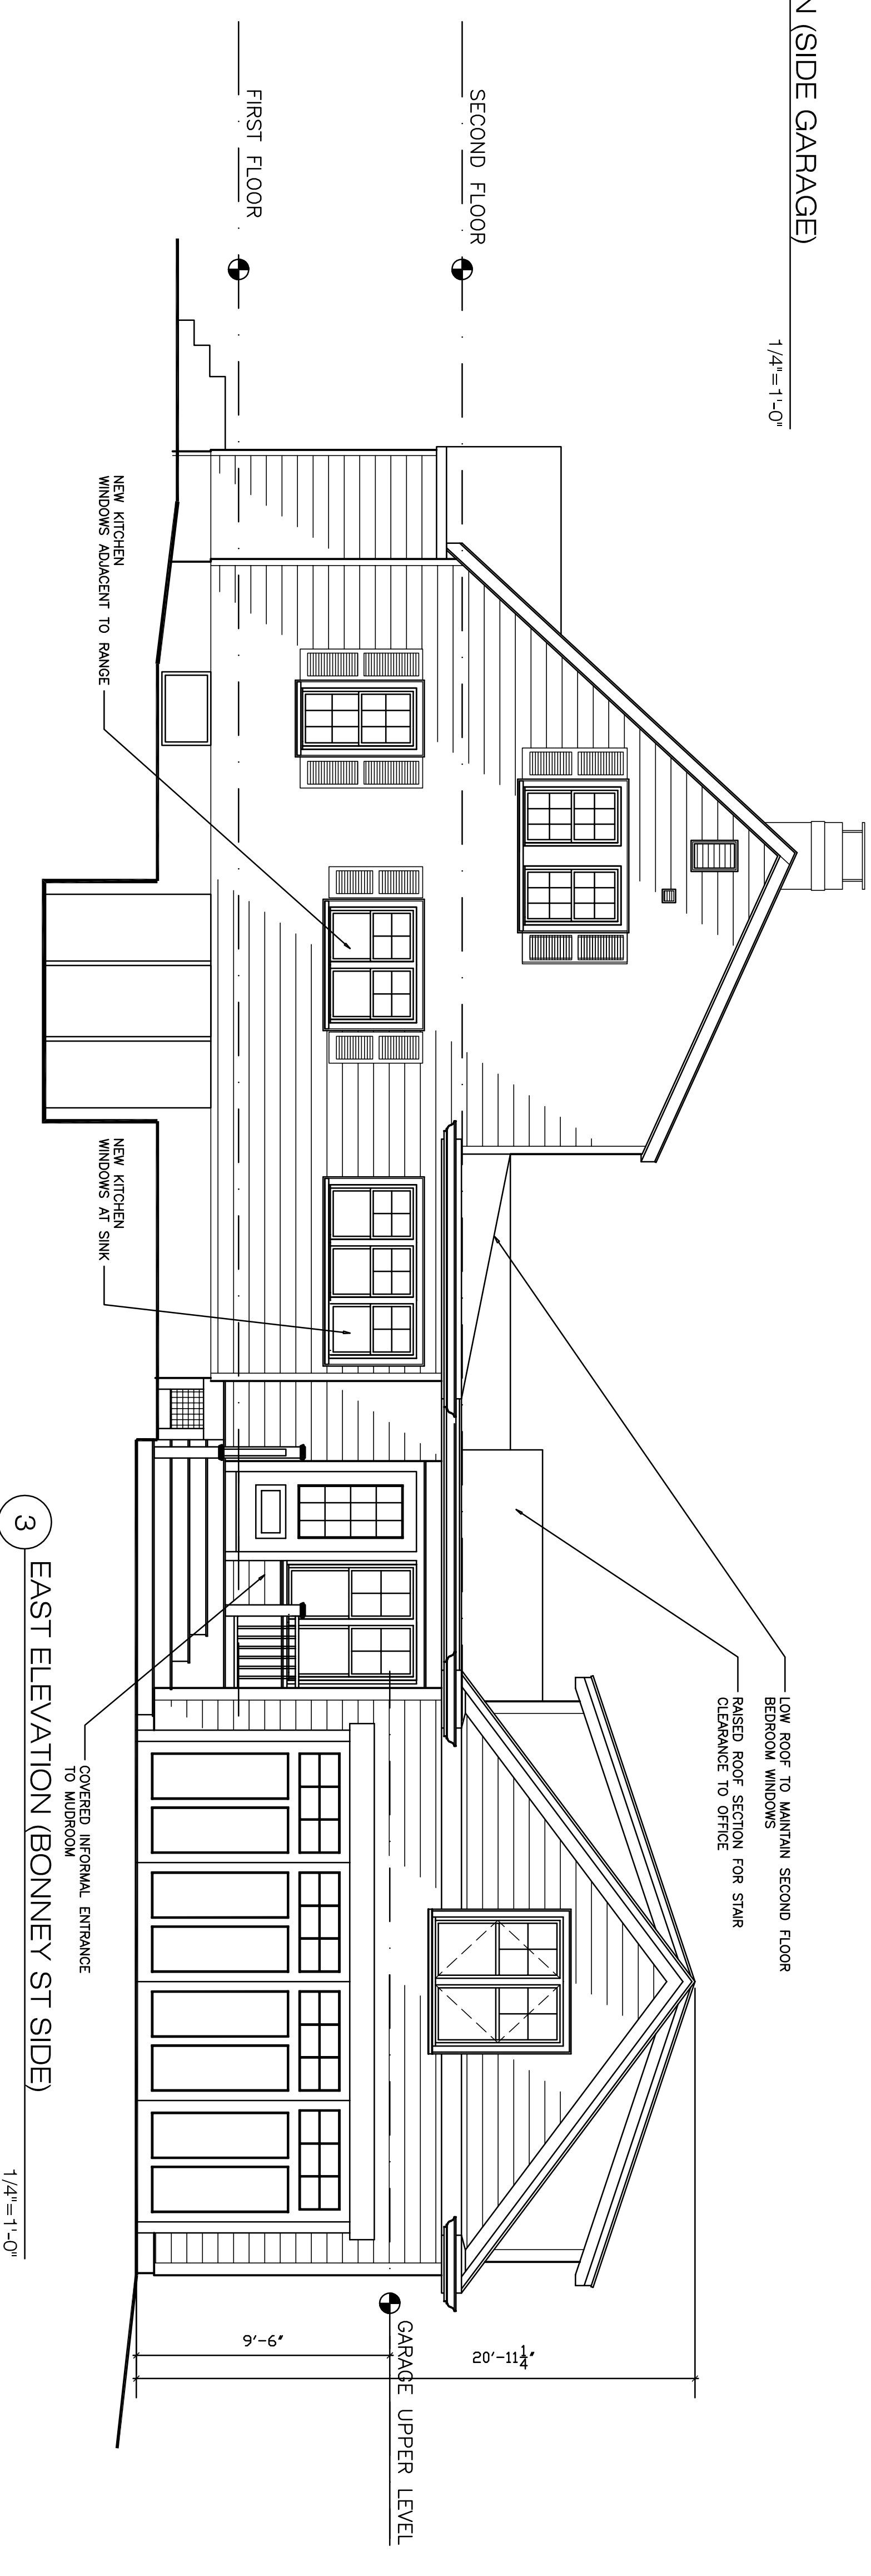 N (SIDE GARAGE)
1/4"=1'-0"
SECOND FLOOR
FIRST FLOOR
NEW KITCHEN
WINDOWS ADJACENT TO RANGE
NEW KITCHEN
WINDOWS AT SINK
LOW ROOF TO MAINTAIN SECOND FLOOR
BEDROOM WINDOWS
RAISED ROOF SECTION FOR STAIR
CLEARANCE TO OFFICE
COVERED INFORMAL ENTRANCE
TO MUDROOM
20'-11 1/4"
9'-6"
GARAGE UPPER LEVEL
3
EAST ELEVATION (BONNEY ST SIDE)
1/4"=1'-0"